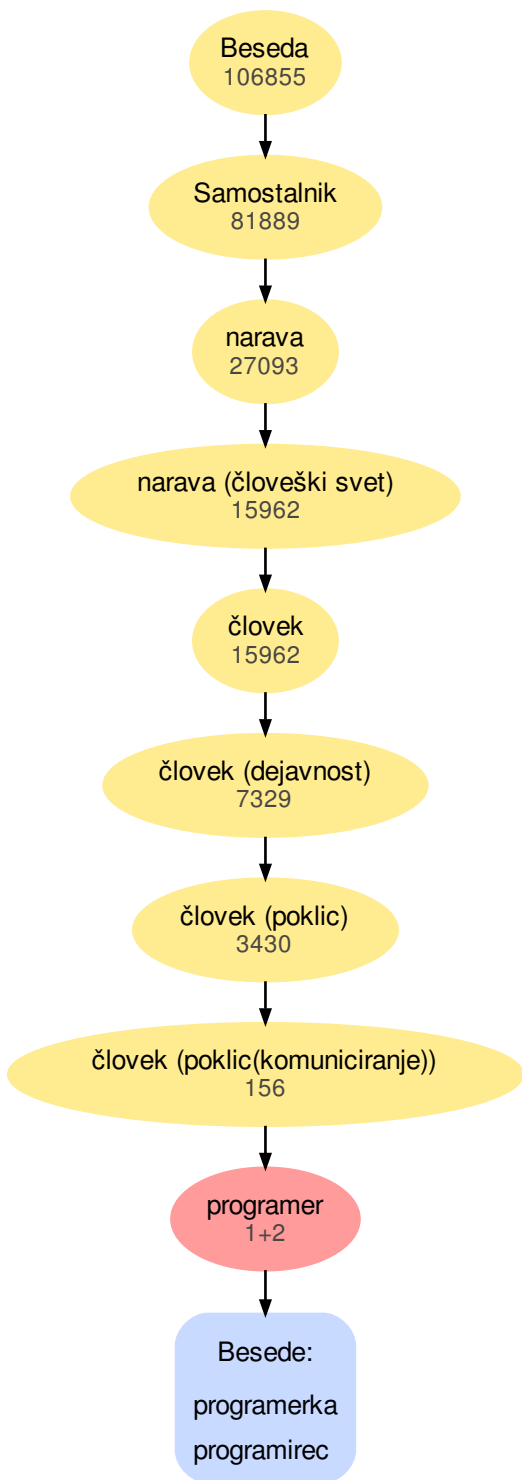 Beseda
106855
Samostalnik
81889
narava
27093
narava (človeški svet)
15962
človek
15962
človek (dejavnost)
7329
človek (poklic)
3430
človek (poklic(komuniciranje))
156
programer
1+2
Besede:
programerka
programirec